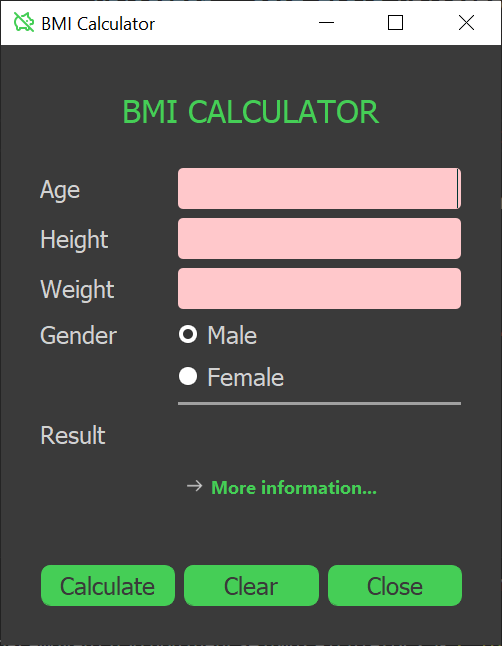 BMI Calculator
BMI CALCULATOR
Age
Height
Weight
Gender Male
Female
Result
→ More information...
Calculate Clear Close